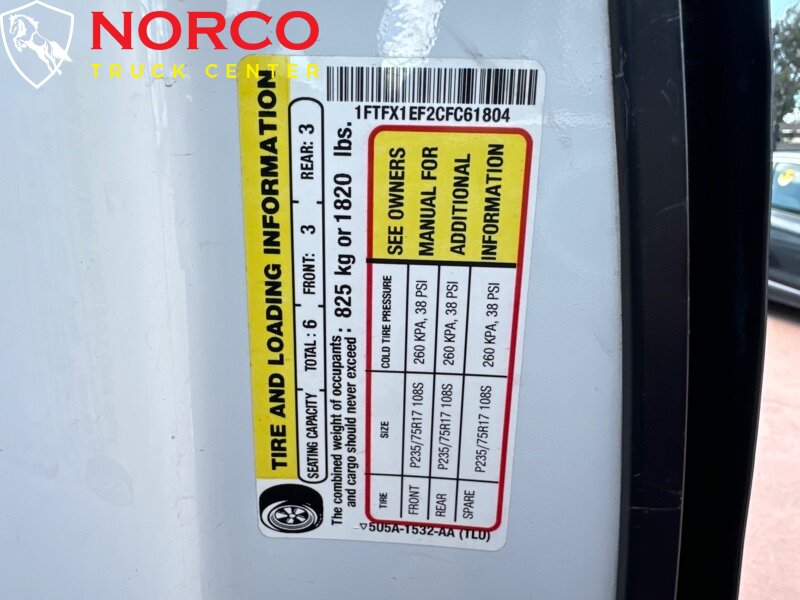 NORCO
TRUCK CENTER
1FTFX1EF2CFC61804
TIRE AND LOADING INFORMATION
SEATING CAPACITY TOTAL: 6 FRONT: 3 REAR: 3
The combined weight of occupants
and cargo should never exceed: 825 kg or 1820 lbs.
TIRE SIZE COLD TIRE PRESSURE
FRONT P235/75R17 108S 260 KPA, 38 PSI
REAR P235/75R17 108S 260 KPA, 38 PSI
SPARE P235/75R17 108S 260 KPA, 38 PSI
SEE OWNERS
MANUAL FOR
ADDITIONAL
INFORMATION
5U5A-1532-AA (TLU)